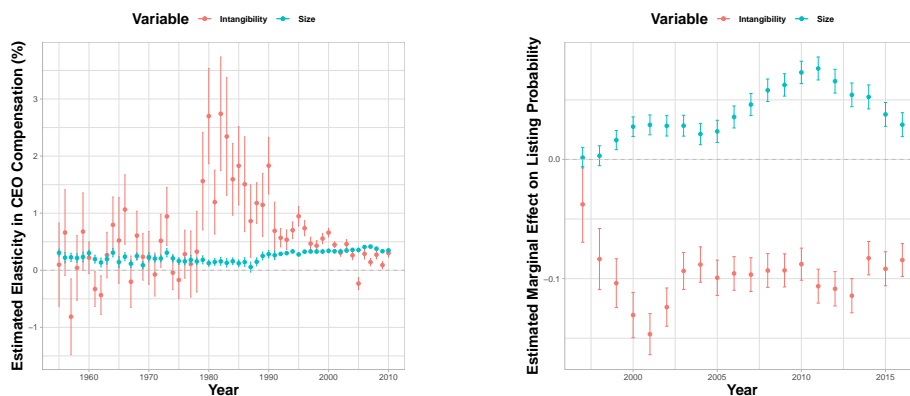 Variable Intangibility Size
Estimated Elasticity in CEO Compensation (%)
3
2
1
0
−1
1960 1970 1980 1990 2000 2010
Year
Variable Intangibility Size
Estimated Marginal Effect on Listing Probability
0.0
−0.1
2000 2005 2010 2015
Year